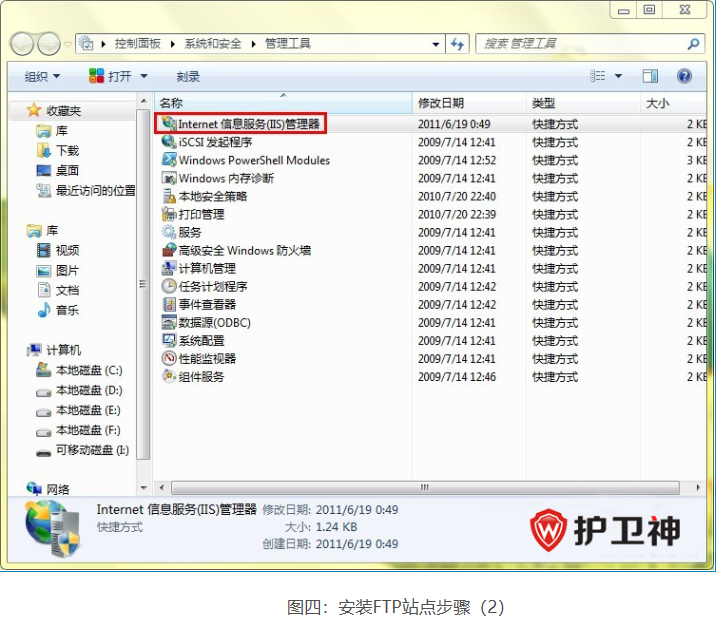 控制面板 ▸ 系统和安全 ▸ 管理工具
搜索 管理工具
组织 打开 刻录
名称 修改日期 类型 大小
收藏夹
库
下载
桌面
最近访问的位置
库
视频
图片
文档
音乐
计算机
本地磁盘 (C:)
本地磁盘 (D:)
本地磁盘 (E:)
本地磁盘 (F:)
可移动磁盘 (I:)
网络
Internet 信息服务(IIS)管理器 2011/6/19 0:49 快捷方式 2 KB
iSCSI 发起程序 2009/7/14 12:41 快捷方式 2 KB
Windows PowerShell Modules 2009/7/14 12:52 快捷方式 3 KB
Windows 内存诊断 2009/7/14 12:41 快捷方式 2 KB
本地安全策略 2010/7/20 22:40 快捷方式 2 KB
打印管理 2010/7/20 22:39 快捷方式 2 KB
服务 2009/7/14 12:41 快捷方式 2 KB
高级安全 Windows 防火墙 2009/7/14 12:41 快捷方式 2 KB
计算机管理 2009/7/14 12:41 快捷方式 2 KB
任务计划程序 2009/7/14 12:42 快捷方式 2 KB
事件查看器 2009/7/14 12:42 快捷方式 2 KB
数据源(ODBC) 2009/7/14 12:41 快捷方式 2 KB
系统配置 2009/7/14 12:41 快捷方式 2 KB
性能监视器 2009/7/14 12:41 快捷方式 2 KB
组件服务 2009/7/14 12:46 快捷方式 2 KB
Internet 信息服务(IIS)管理器 修改日期: 2011/6/19 0:49
快捷方式 大小: 1.24 KB
创建日期: 2011/6/19 0:49
护卫神
图四：安装FTP站点步骤（2）